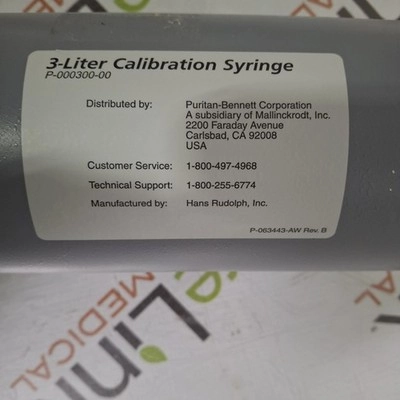 3-Liter Calibration Syringe
P-000300-00
Distributed by: Puritan-Bennett Corporation
A subsidiary of Mallinckrodt, Inc.
2200 Faraday Avenue
Carlsbad, CA 92008
USA
Customer Service: 1-800-497-4968
Technical Support: 1-800-255-6774
Manufactured by: Hans Rudolph, Inc.
P-063443-AW Rev. B
MEDICAL
Lin
MEDICAL